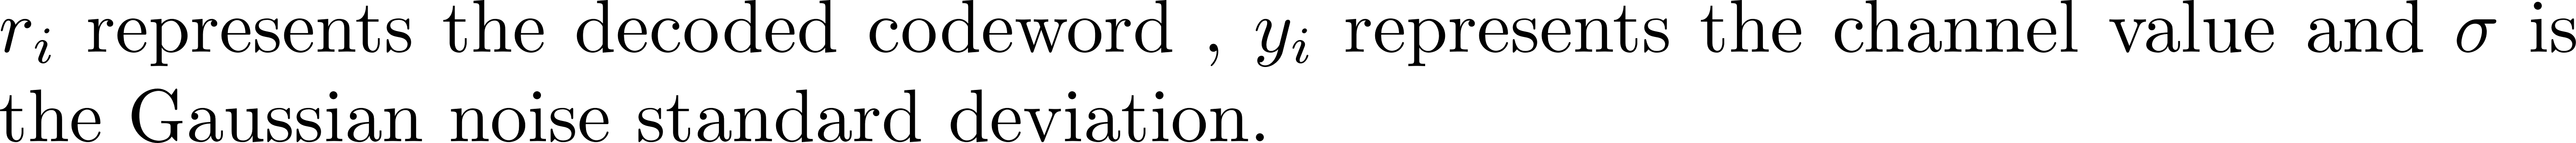 $r_i$ represents the decoded codeword , $y_i$ represents the channel value and $\sigma$ is
the Gaussian noise standard deviation.